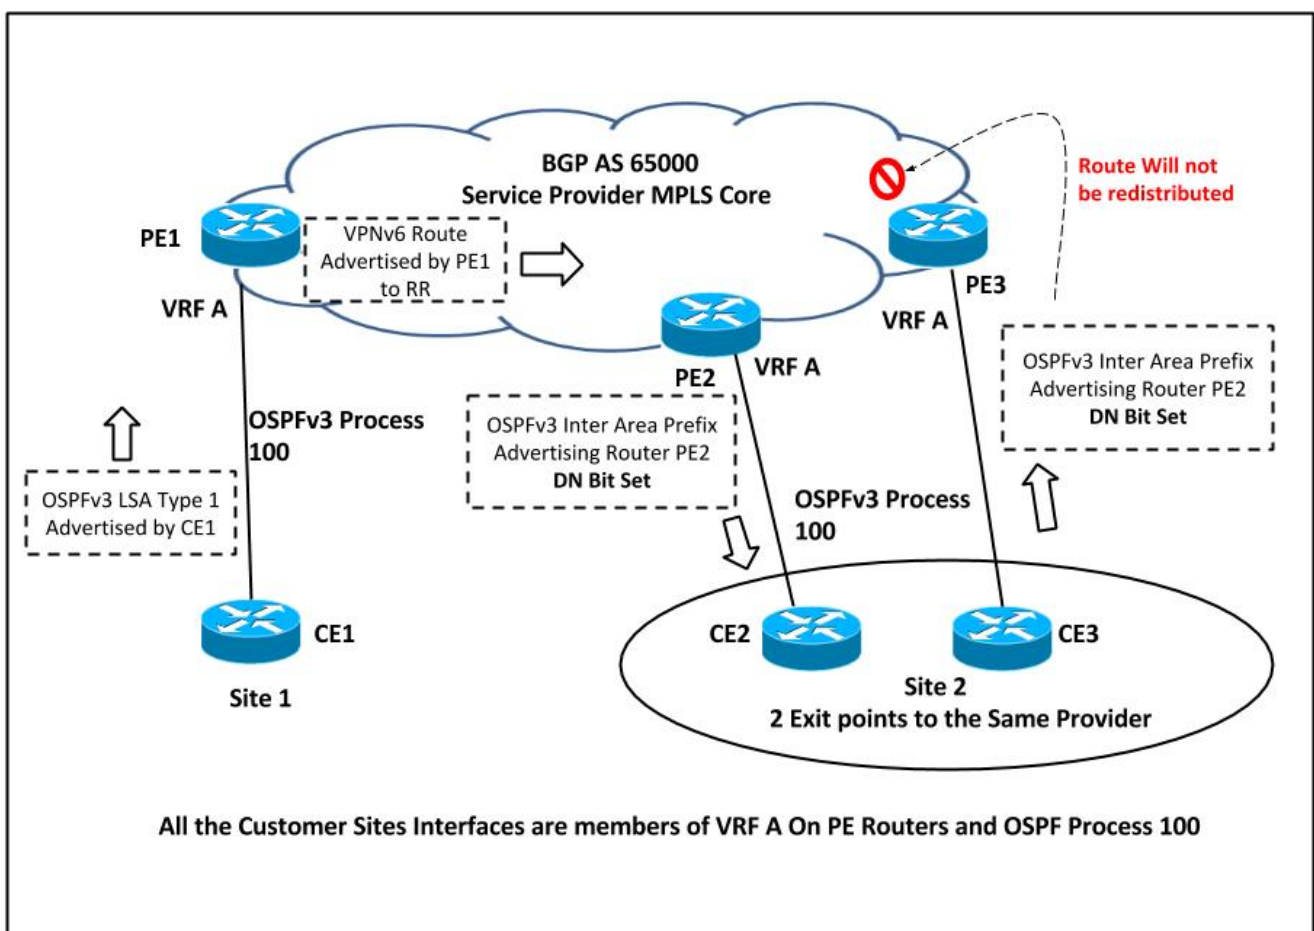 BGP AS 65000
Service Provider MPLS Core
Route Will not
be redistributed
PE1
VPNv6 Route
Advertised by PE1
to RR
VRF A
PE3
VRF A
PE2
VRF A
OSPFv3 Inter Area Prefix
Advertising Router PE2
DN Bit Set
OSPFv3 Process
100
OSPFv3 Inter Area Prefix
Advertising Router PE2
DN Bit Set
OSPFv3 LSA Type 1
Advertised by CE1
OSPFv3 Process
100
CE1
CE2
CE3
Site 1
Site 2
2 Exit points to the Same Provider
All the Customer Sites Interfaces are members of VRF A On PE Routers and OSPF Process 100